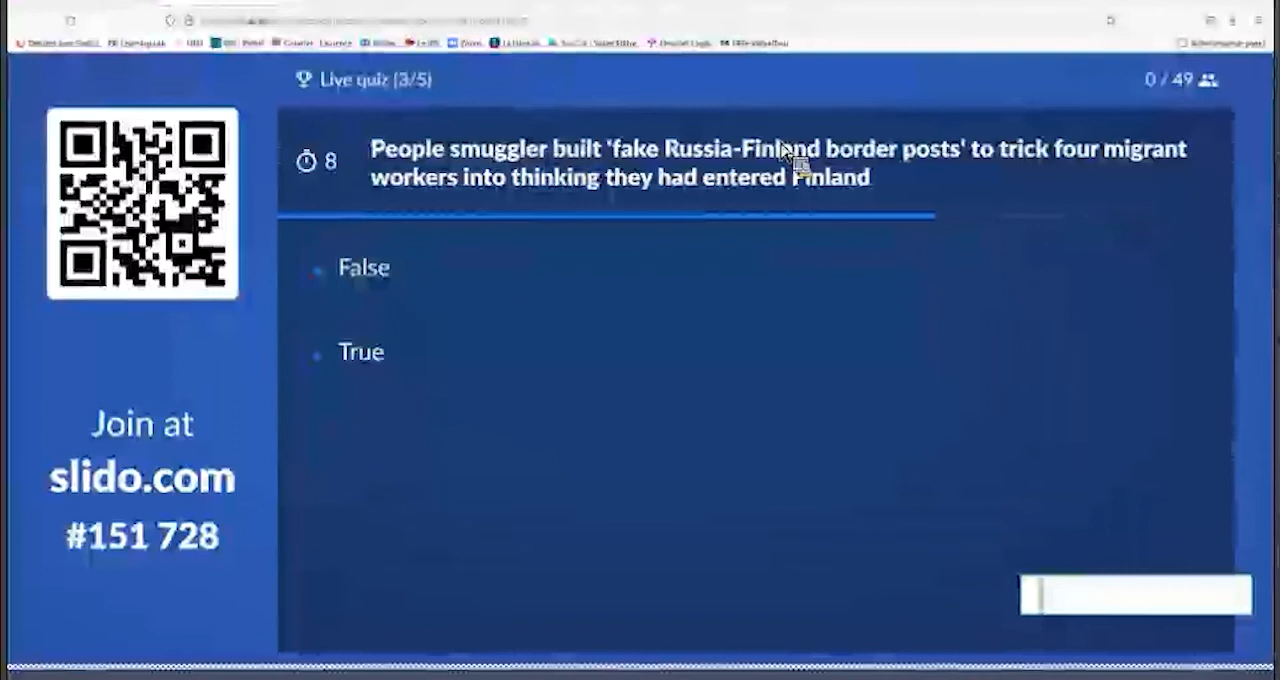 Live quiz (3/5)
0 / 49
8
People smuggler built 'fake Russia-Finland border posts' to trick four migrant
workers into thinking they had entered Finland
False
True
Join at
slido.com
#151 728